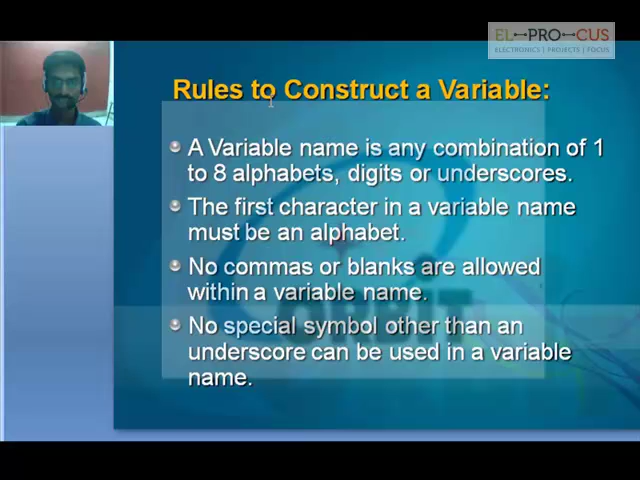 EL PRO CUS
ELECTRONICS | PROJECTS | FOCUS
Rules to Construct a Variable:
A Variable name is any combination of 1
to 8 alphabets, digits or underscores.
The first character in a variable name
must be an alphabet.
No commas or blanks are allowed
within a variable name.
No special symbol other than an
underscore can be used in a variable
name.